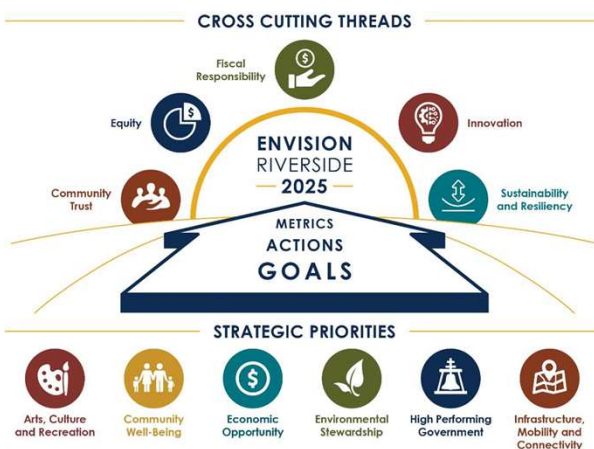 CROSS CUTTING THREADS
Fiscal
Responsibility
$
Equity
$
Innovation
ENVISION
RIVERSIDE
2025
Community
Trust
Sustainability
and Resiliency
METRICS
ACTIONS
GOALS
STRATEGIC PRIORITIES
$
Arts, Culture
and Recreation
Community
Well-Being
Economic
Opportunity
Environmental
Stewardship
High Performing
Government
Infrastructure,
Mobility and
Connectivity